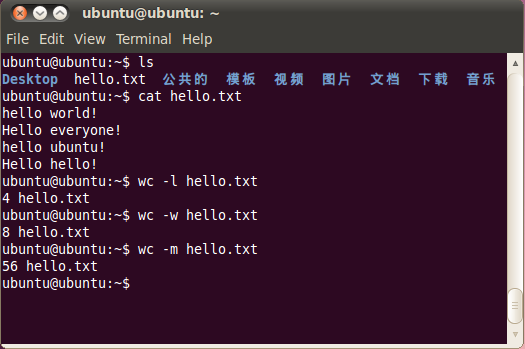 ubuntu@ubuntu: ~
File Edit View Terminal Help
ubuntu@ubuntu:~$ ls
Desktop hello.txt 公共的 模板 视频 图片 文档 下载 音乐
ubuntu@ubuntu:~$ cat hello.txt
hello world!
Hello everyone!
hello ubuntu!
Hello hello!
ubuntu@ubuntu:~$ wc -l hello.txt
4 hello.txt
ubuntu@ubuntu:~$ wc -w hello.txt
8 hello.txt
ubuntu@ubuntu:~$ wc -m hello.txt
56 hello.txt
ubuntu@ubuntu:~$